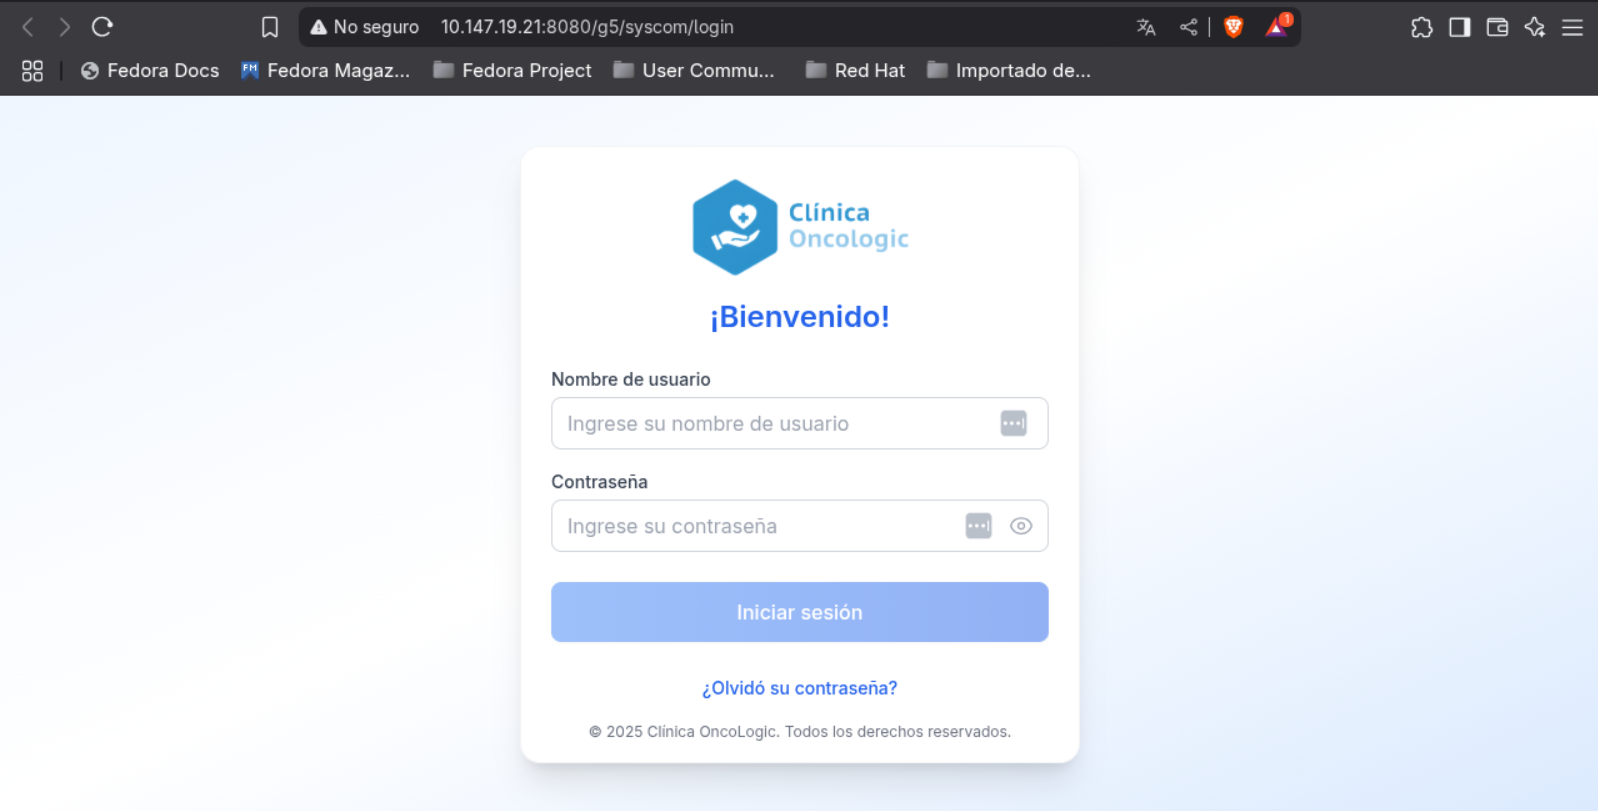 No seguro 10.147.19.21:8080/g5/syscom/login 1
Fedora Docs FM Fedora Magaz... Fedora Project User Commu... Red Hat Importado de...
Clínica
Oncologic
¡Bienvenido!
Nombre de usuario
Ingrese su nombre de usuario
Contraseña
Ingrese su contraseña
Iniciar sesión
¿Olvidó su contraseña?
© 2025 Clínica OncoLogic. Todos los derechos reservados.